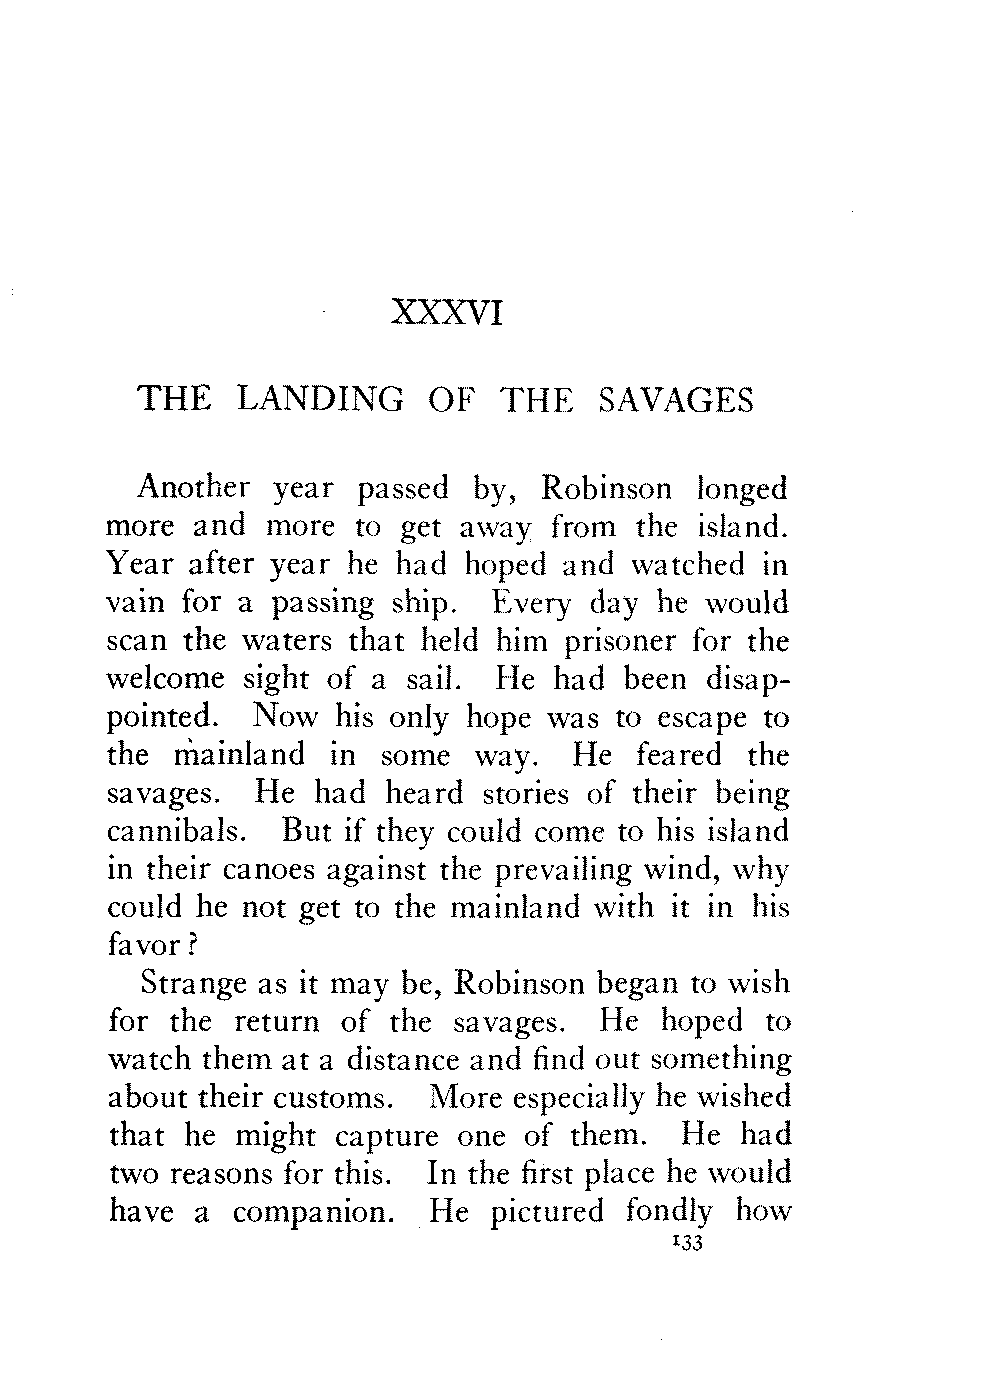 XXXVI
THE LANDING OF THE SAVAGES
Another year passed by, Robinson longed
more and more to get away from the island.
Year after year he had hoped and watched in
vain for a passing ship. Every day he would
scan the waters that held him prisoner for the
welcome sight of a sail. He had been disap-
pointed. Now his only hope was to escape to
the mainland in some way. He feared the
savages. He had heard stories of their being
cannibals. But if they could come to his island
in their canoes against the prevailing wind, why
could he not get to the mainland with it in his
favor?
Strange as it may be, Robinson began to wish
for the return of the savages. He hoped to
watch them at a distance and find out something
about their customs. More especially he wished
that he might capture one of them. He had
two reasons for this. In the first place he would
have a companion. He pictured fondly how
133